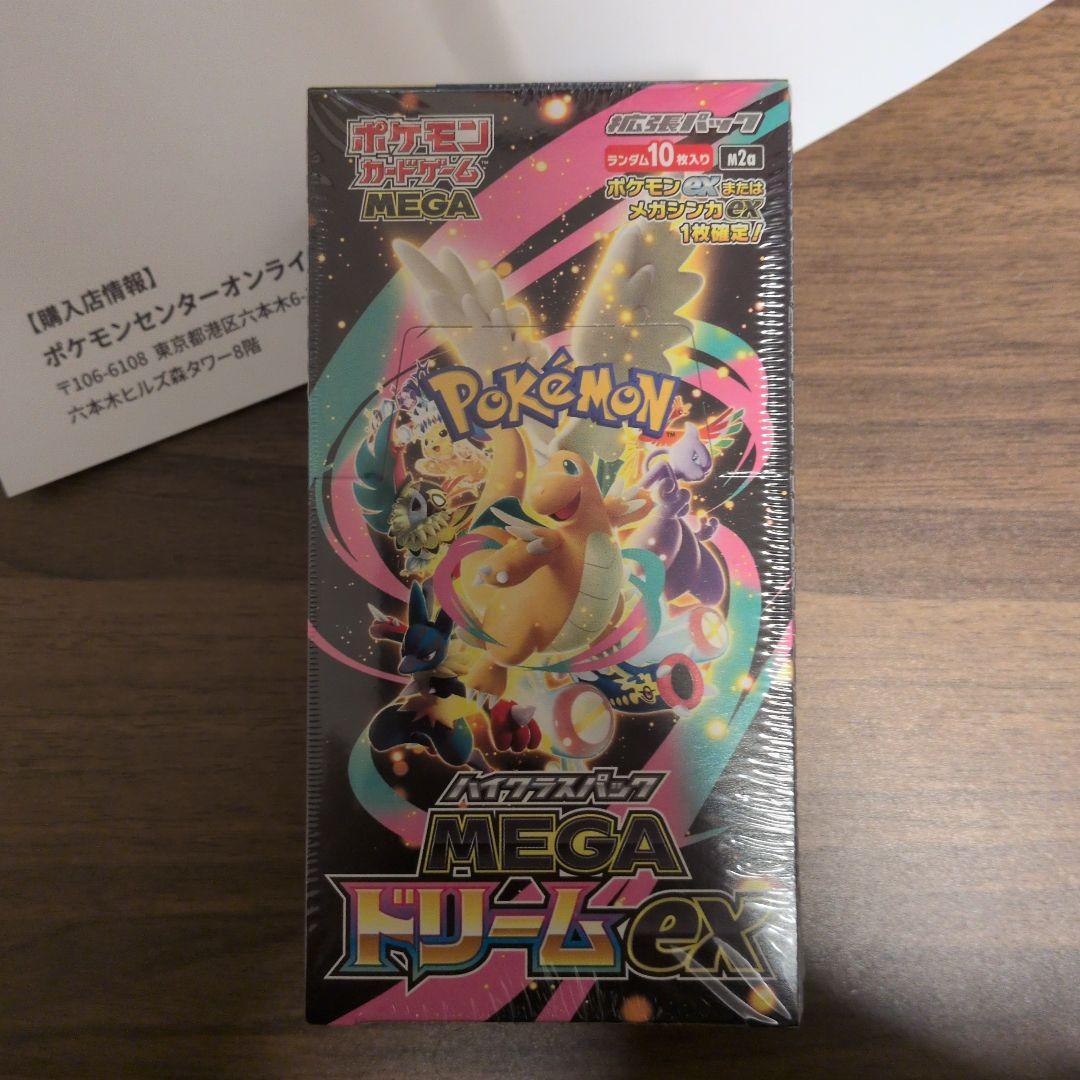 ポケモン
カードゲーム
MEGA
拡張パック
ランダム10枚入り M2a
ポケモンexまたは
メガシンカex
1枚確定!
【購入店情報】
ポケモンセンターオンライ
〒106-6108 東京都港区六本木6-
六本木ヒルズ森タワー8階
POKéMON
ハイクラスパック
MEGA
ドリームex